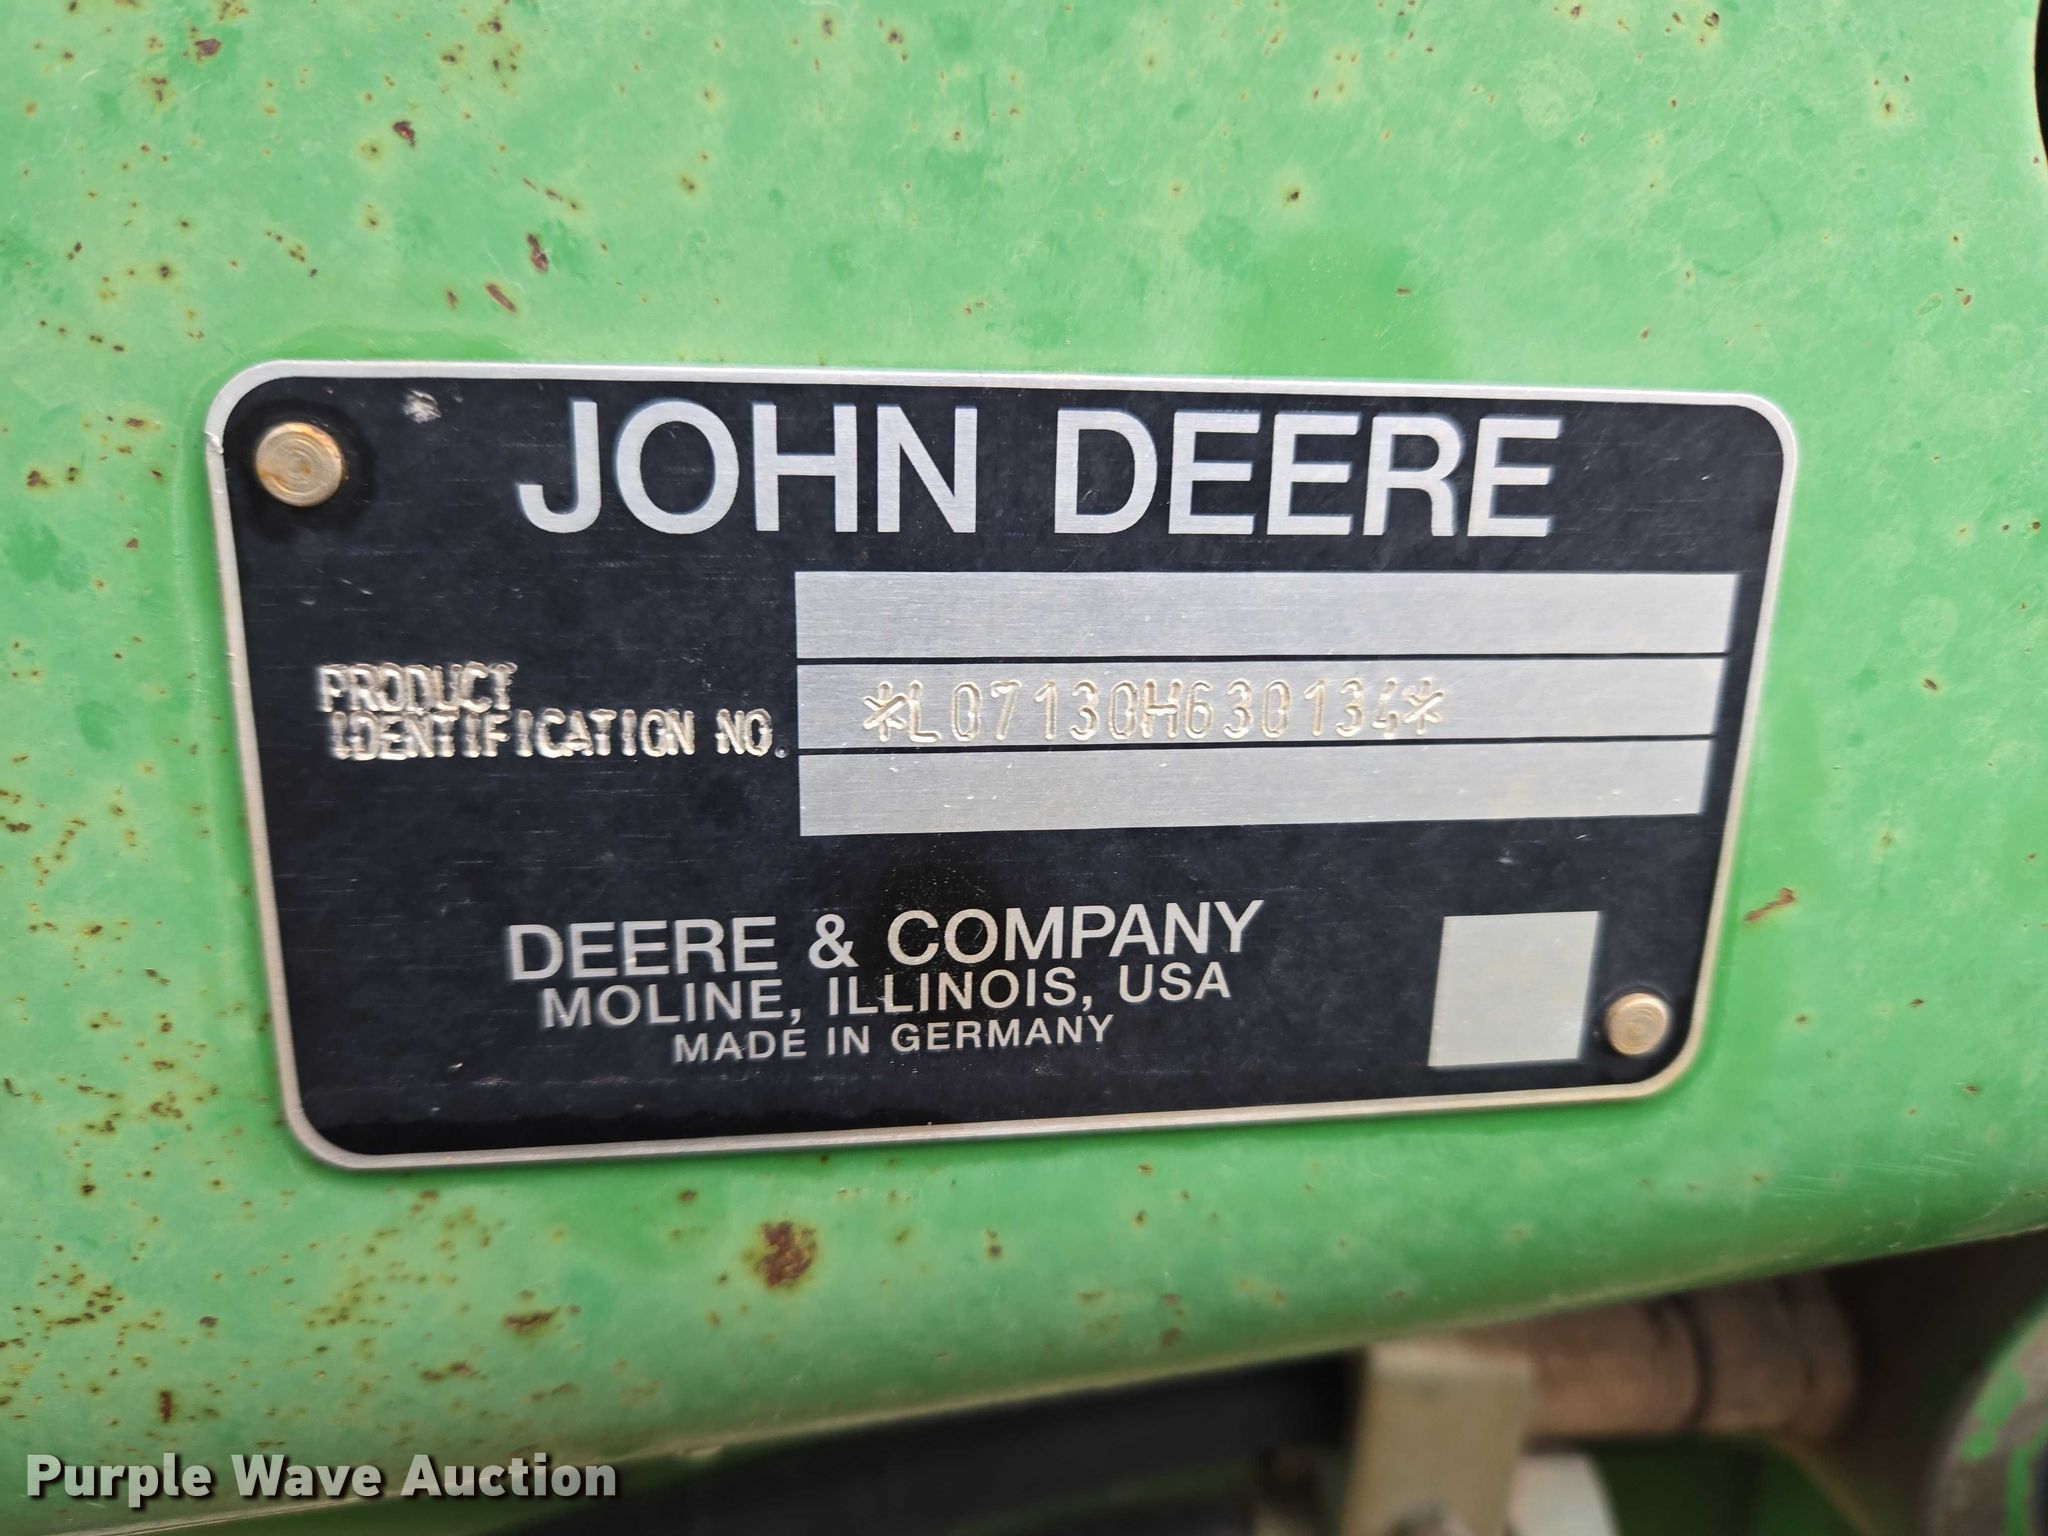 JOHN DEERE
PRODUCT
IDENTIFICATION NO. *L07130H630134*
DEERE & COMPANY
MOLINE, ILLINOIS, USA
MADE IN GERMANY
Purple Wave Auction